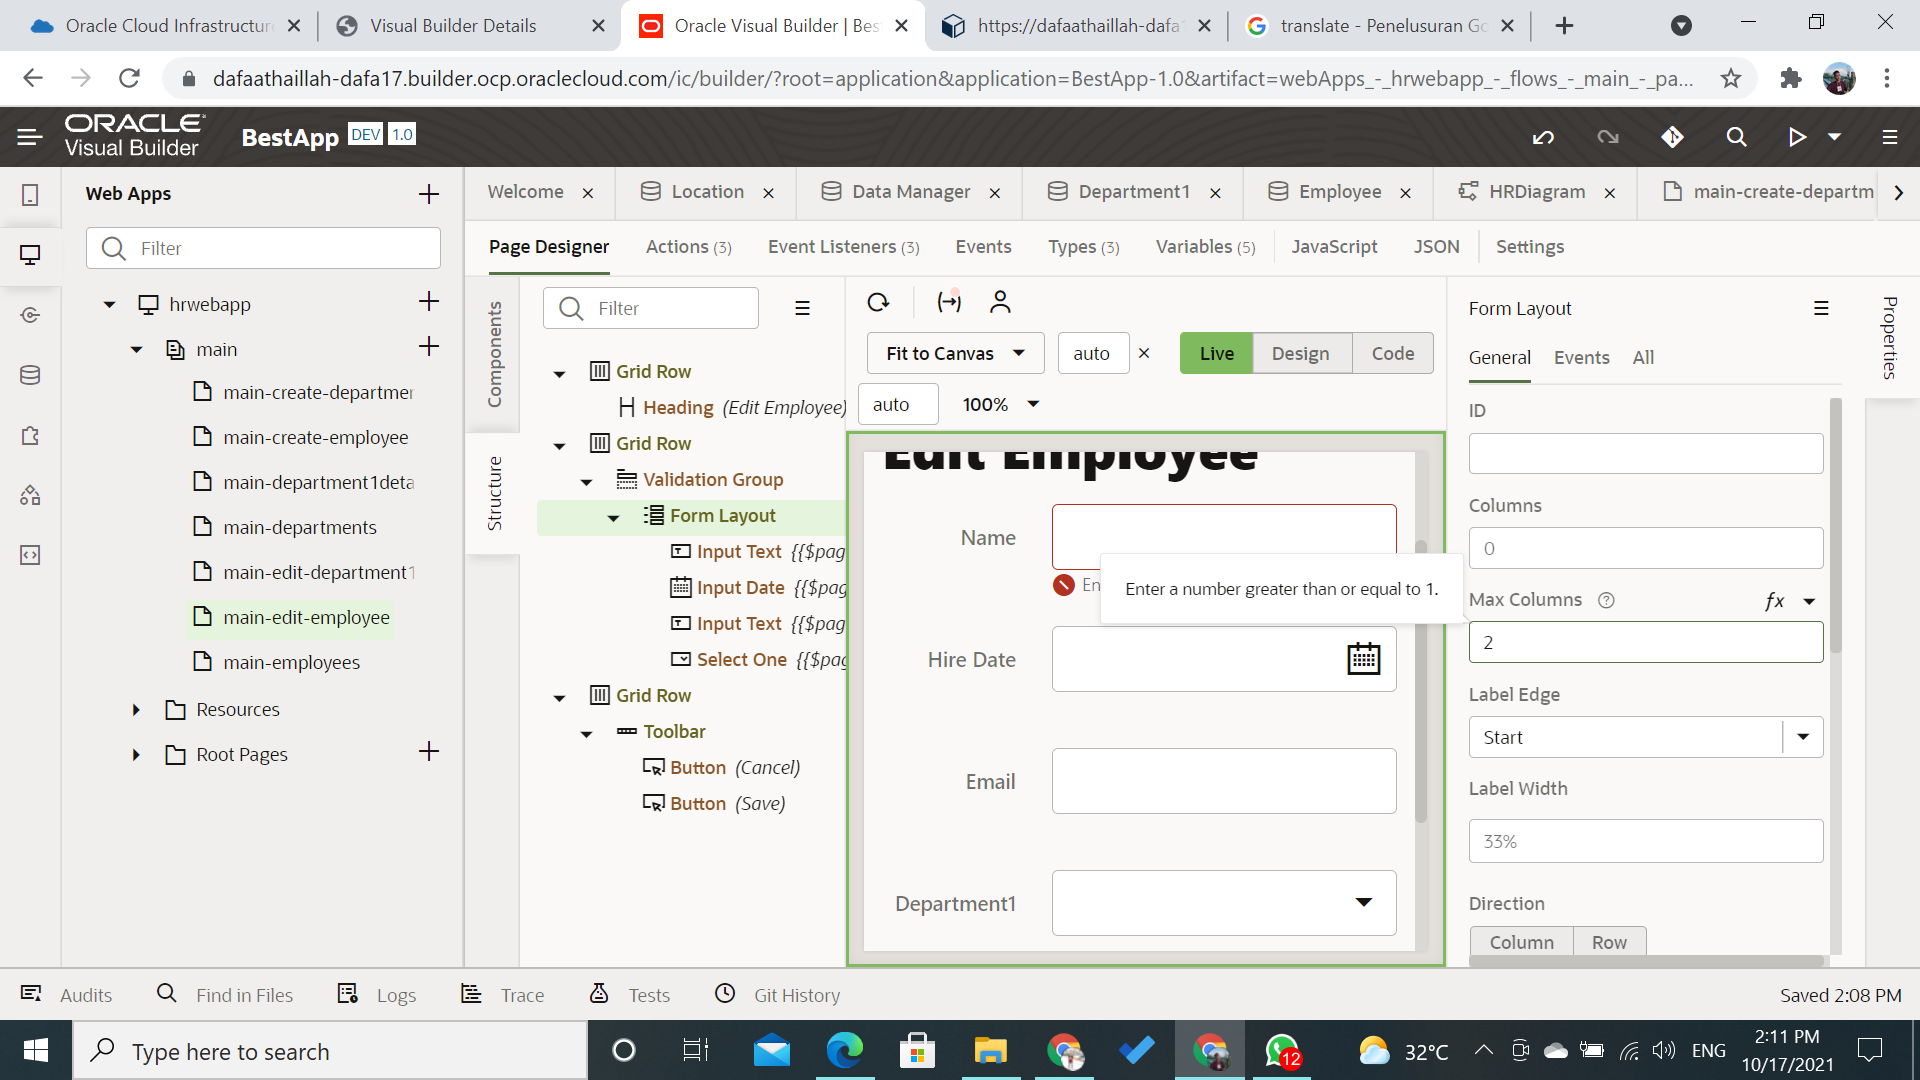 Oracle Cloud Infrastructure
Visual Builder Details
Oracle Visual Builder | Bes
https://dafaathaillah-dafa1
translate - Penelusuran Go
dafaathaillah-dafa17.builder.ocp.oraclecloud.com/ic/builder/?root=application&application=BestApp-1.0&artifact=webApps_-_hrwebapp_-_flows_-_main_-_pa...
ORACLE
Visual Builder
BestApp DEV 1.0
Web Apps
Filter
hrwebapp
main
main-create-departmen
main-create-employee
main-department1deta
main-departments
main-edit-department1
main-edit-employee
main-employees
Resources
Root Pages
Welcome
Location
Data Manager
Department1
Employee
HRDiagram
main-create-departm
Page Designer
Actions (3)
Event Listeners (3)
Events
Types (3)
Variables (5)
JavaScript
JSON
Settings
Components
Structure
Filter
Grid Row
Heading (Edit Employee)
Grid Row
Validation Group
Form Layout
Input Text {{$pag
Input Date {{$pag
Input Text {{$pag
Select One {{$pag
Grid Row
Toolbar
Button (Cancel)
Button (Save)
Fit to Canvas
auto
Live
Design
Code
auto
100%
Edit Employee
Name
En
Enter a number greater than or equal to 1.
Hire Date
Email
Department1
Form Layout
General
Events
All
Properties
ID
Columns
0
Max Columns
fx
2
Label Edge
Start
Label Width
33%
Direction
Column
Row
Audits
Find in Files
Logs
Trace
Tests
Git History
Saved 2:08 PM
Type here to search
12
32°C
ENG
2:11 PM
10/17/2021